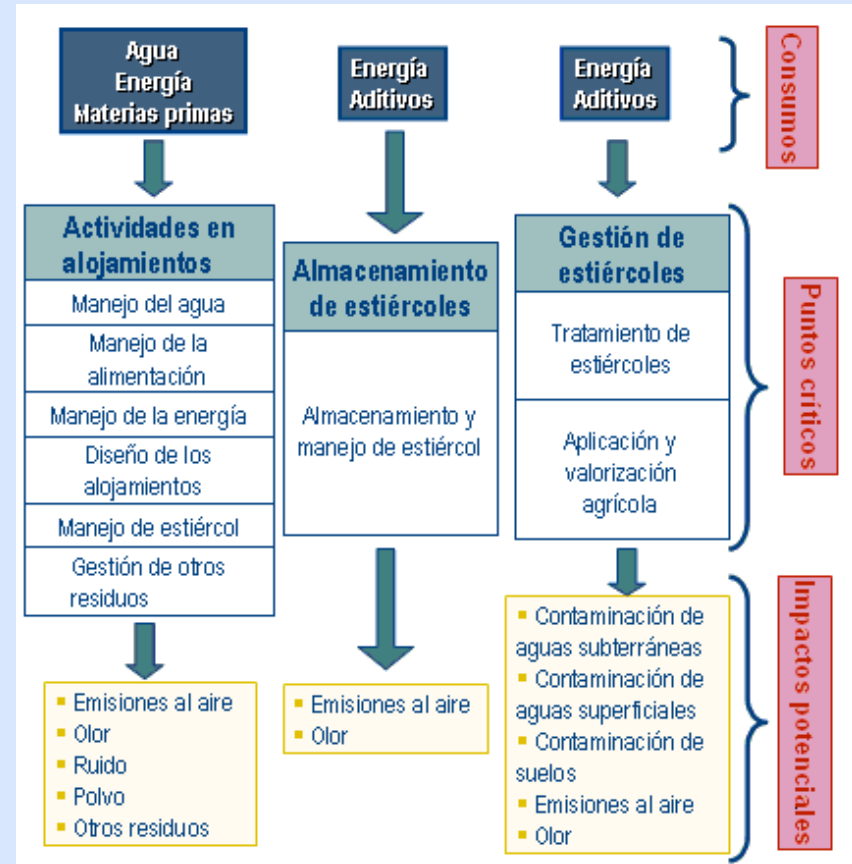 Agua
Energía
Materias primas
Energía
Aditivos
Energía
Aditivos
Consumos
Actividades en
alojamientos
Manejo del agua
Manejo de la
alimentación
Manejo de la energía
Diseño de los
alojamientos
Manejo de estiércol
Gestión de otros
residuos
Almacenamiento
de estiércoles
Almacenamiento y
manejo de estiércol
Gestión de
estiércoles
Tratamiento de
estiércoles
Aplicación y
valorización
agrícola
Puntos críticos
▪ Emisiones al aire
▪ Olor
▪ Ruido
▪ Polvo
▪ Otros residuos
▪ Emisiones al aire
▪ Olor
▪ Contaminación de
aguas subterráneas
▪ Contaminación de
aguas superficiales
▪ Contaminación de
suelos
▪ Emisiones al aire
▪ Olor
Impactos potenciales